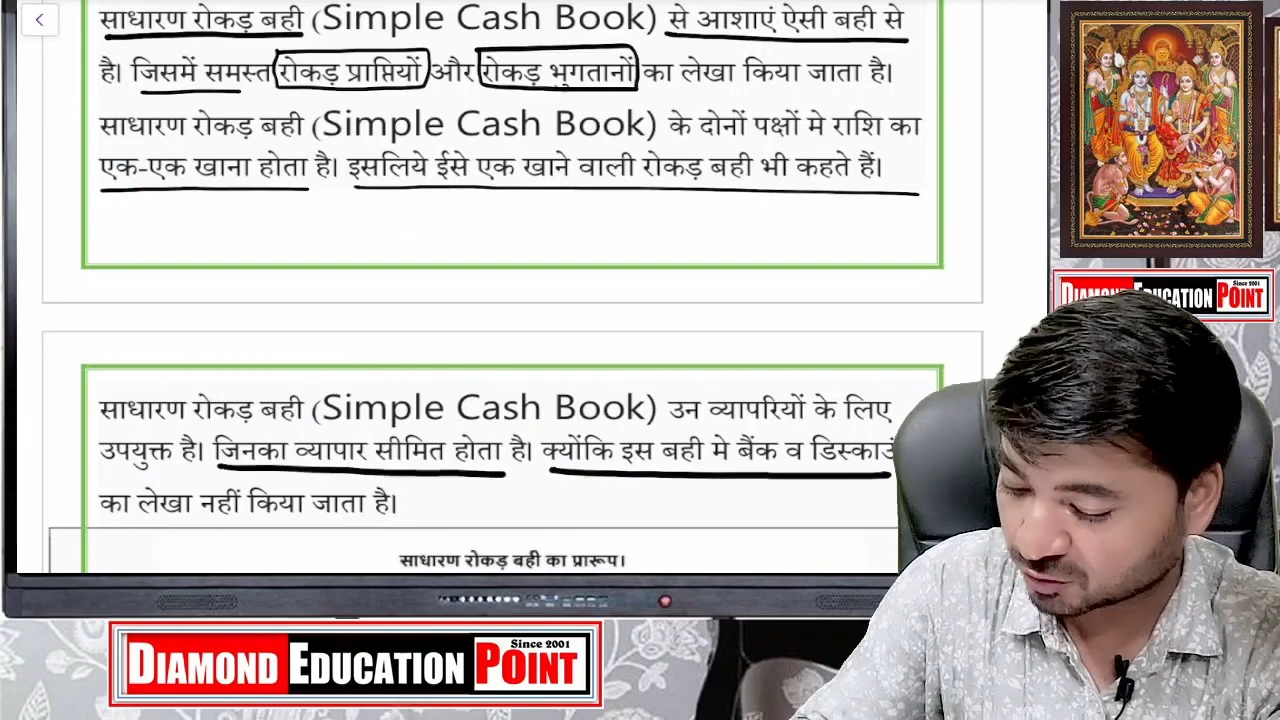 साधारण रोकड़ बही (Simple Cash Book) से आशाएं ऐसी बही से
है। जिसमें समस्त रोकड़ प्राप्तियों और रोकड़ भुगतानों का लेखा किया जाता है।
साधारण रोकड़ बही (Simple Cash Book) के दोनों पक्षों मे राशि का
एक-एक खाना होता है। इसलिये ईसे एक खाने वाली रोकड़ बही भी कहते हैं।
साधारण रोकड़ बही (Simple Cash Book) उन व्यापरियों के लिए
उपयुक्त है। जिनका व्यापार सीमित होता है। क्योंकि इस बही मे बैंक व
का लेखा नहीं किया जाता है।
साधारण रोकड़ बही का प्रारूप।
Since 2001
DIAMOND EDUCATION POINT
Since 2001
DIAMOND EDUCATION POINT